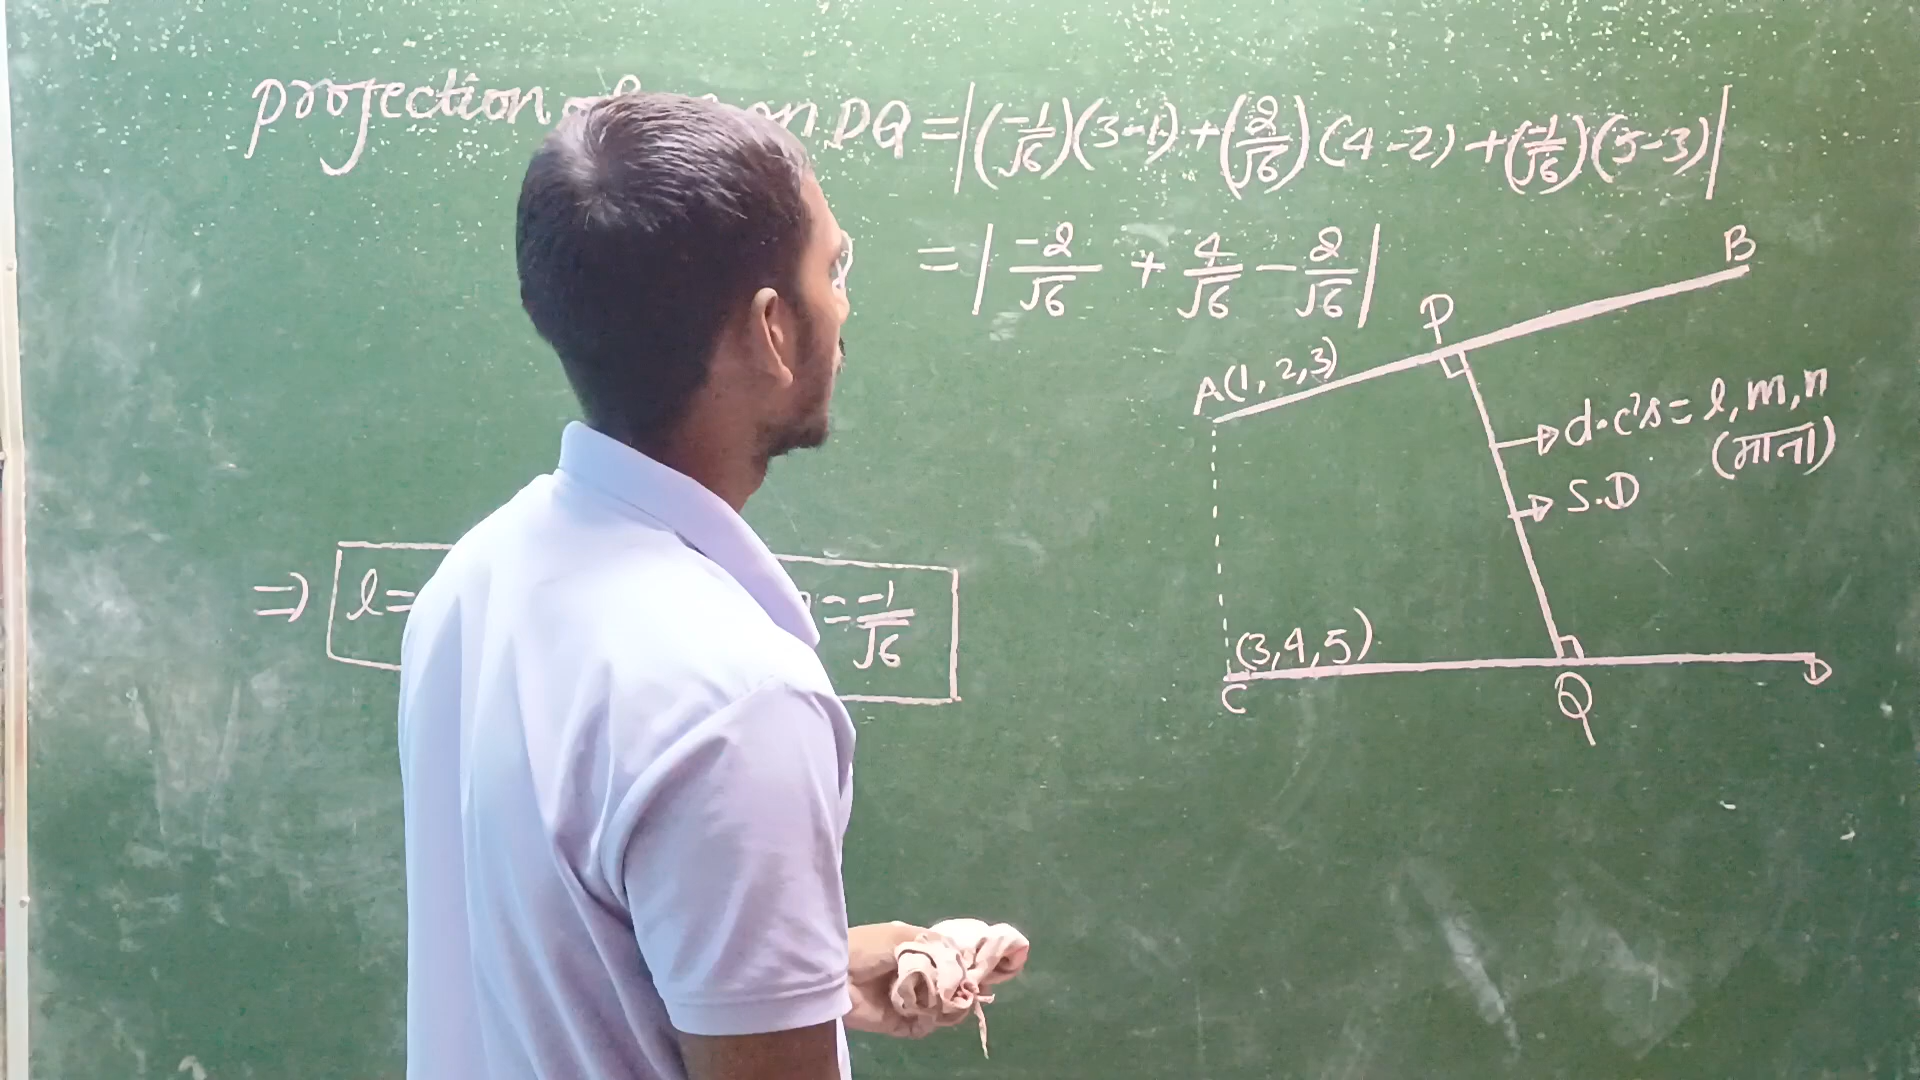 projection on PQ = |(-1/√6)(3-1) + (2/√6)(4-2) + (-1/√6)(5-3)|
= |-2/√6 + 4/√6 - 2/√6|
B
P
A(1, 2, 3)
d.c's = l, m, n
(माना)
S.D
⇒ l= =-1/√6
(3, 4, 5)
C
Q
D